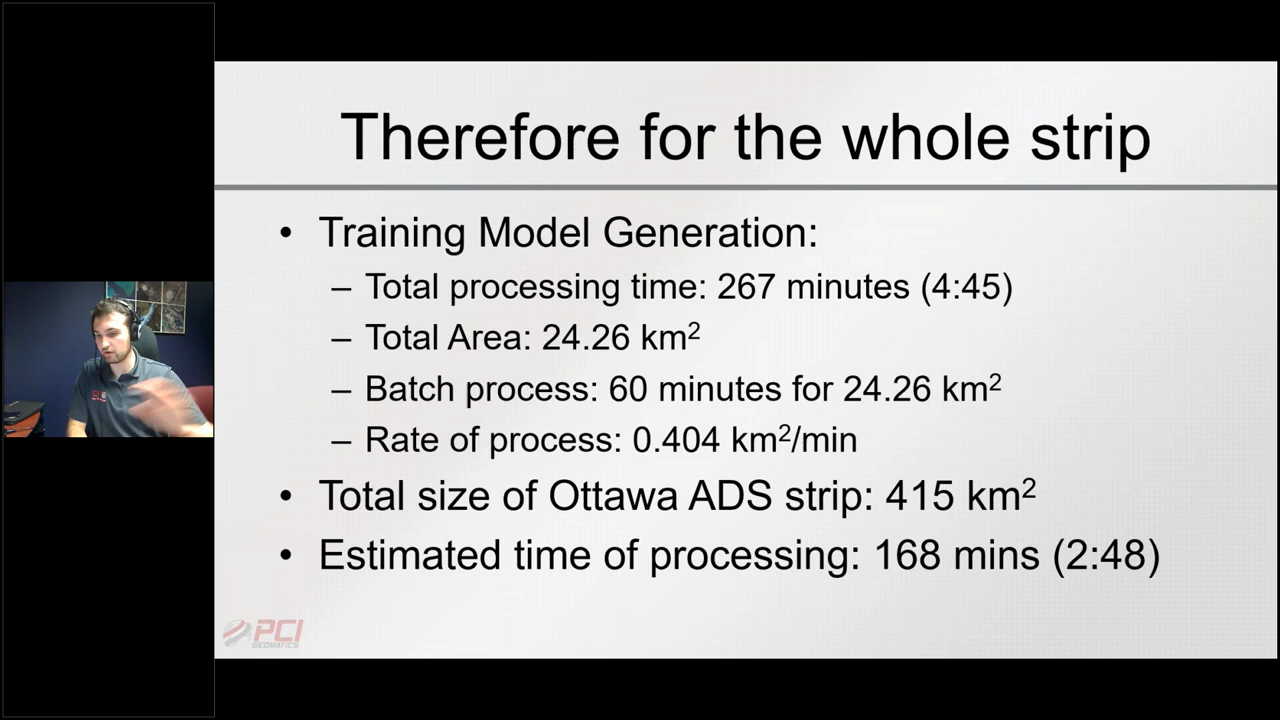 Therefore for the whole strip
• Training Model Generation:
– Total processing time: 267 minutes (4:45)
– Total Area: 24.26 km²
– Batch process: 60 minutes for 24.26 km²
– Rate of process: 0.404 km²/min
• Total size of Ottawa ADS strip: 415 km²
• Estimated time of processing: 168 mins (2:48)
PCI
GEOMATICS